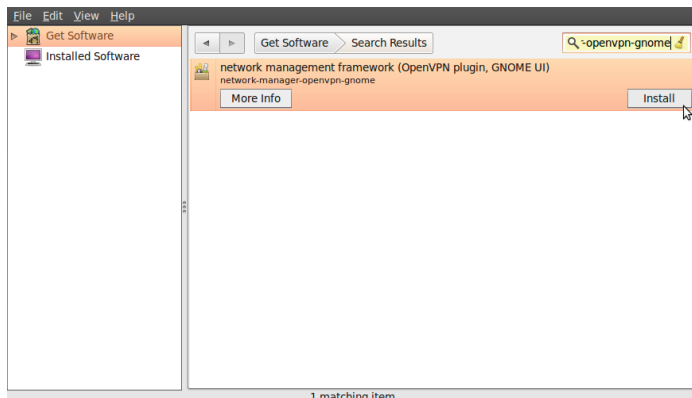 File Edit View Help
Get Software
Installed Software
Get Software Search Results
-openvpn-gnome
network management framework (OpenVPN plugin, GNOME UI)
network-manager-openvpn-gnome
More Info
Install
1 matching item